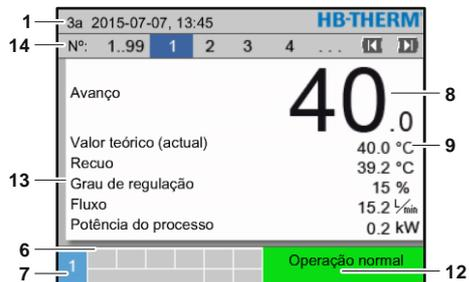 1 3a 2015-07-07, 13:45 HB-THERM
14 Nº: 1..99 1 2 3 4 ...
Avanço 40.0 8
Valor teórico (actual) 40.0 °C 9
Recuo 39.2 °C
13 Grau de regulação 15 %
Fluxo 15.2 L/min
Potência do processo 0.2 kW
6
7 1 Operação normal 12